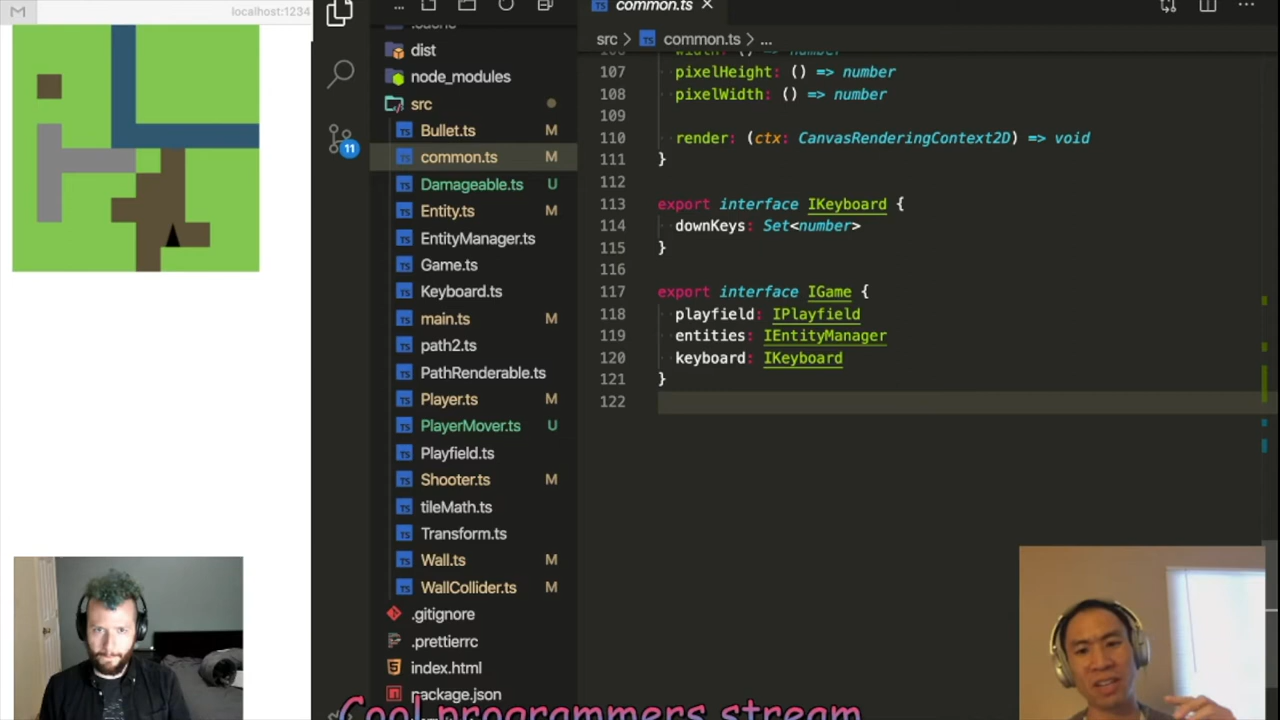 localhost:1234
...
common.ts
.cache
dist
node_modules
src
Bullet.ts M
common.ts M
Damageable.ts U
Entity.ts M
EntityManager.ts
Game.ts
Keyboard.ts
main.ts M
path2.ts
PathRenderable.ts
Player.ts M
PlayerMover.ts U
Playfield.ts
Shooter.ts M
tileMath.ts
Transform.ts
Wall.ts M
WallCollider.ts M
.gitignore
.prettierrc
index.html
package.json
11
src > common.ts > ...
106 width: () => number
107 pixelHeight: () => number
108 pixelWidth: () => number
109
110 render: (ctx: CanvasRenderingContext2D) => void
111 }
112
113 export interface IKeyboard {
114 downKeys: Set<number>
115 }
116
117 export interface IGame {
118 playfield: IPlayfield
119 entities: IEntityManager
120 keyboard: IKeyboard
121 }
122
Cool programmers stream